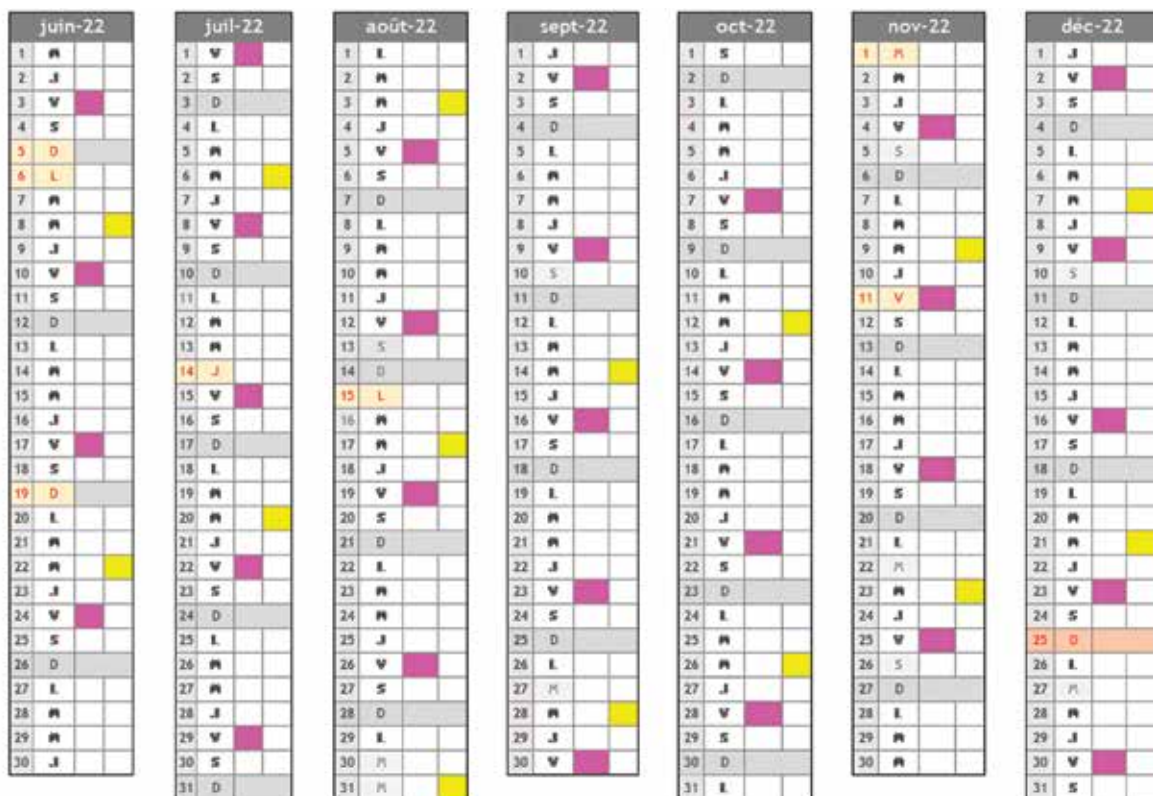 juin-22
1 M
2 J
3 V
4 S
5 D
6 L
7 M
8 M
9 J
10 V
11 S
12 D
13 L
14 M
15 M
16 J
17 V
18 S
19 D
20 L
21 M
22 M
23 J
24 V
25 S
26 D
27 L
28 M
29 M
30 J
juil-22
1 V
2 S
3 D
4 L
5 M
6 M
7 J
8 V
9 S
10 D
11 L
12 M
13 M
14 J
15 V
16 S
17 D
18 L
19 M
20 M
21 J
22 V
23 S
24 D
25 L
26 M
27 M
28 J
29 V
30 S
31 D
août-22
1 L
2 M
3 M
4 J
5 V
6 S
7 D
8 L
9 M
10 M
11 J
12 V
13 S
14 D
15 L
16 M
17 M
18 J
19 V
20 S
21 D
22 L
23 M
24 M
25 J
26 V
27 S
28 D
29 L
30 M
31 M
sept-22
1 J
2 V
3 S
4 D
5 L
6 M
7 M
8 J
9 V
10 S
11 D
12 L
13 M
14 M
15 J
16 V
17 S
18 D
19 L
20 M
21 M
22 J
23 V
24 S
25 D
26 L
27 M
28 M
29 J
30 V
oct-22
1 S
2 D
3 L
4 M
5 M
6 J
7 V
8 S
9 D
10 L
11 M
12 M
13 J
14 V
15 S
16 D
17 L
18 M
19 M
20 J
21 V
22 S
23 D
24 L
25 M
26 M
27 J
28 V
29 S
30 D
31 L
nov-22
1 M
2 M
3 J
4 V
5 S
6 D
7 L
8 M
9 M
10 J
11 V
12 S
13 D
14 L
15 M
16 M
17 J
18 V
19 S
20 D
21 L
22 M
23 M
24 J
25 V
26 S
27 D
28 L
29 M
30 M
déc-22
1 J
2 V
3 S
4 D
5 L
6 M
7 M
8 J
9 V
10 S
11 D
12 L
13 M
14 M
15 J
16 V
17 S
18 D
19 L
20 M
21 M
22 J
23 V
24 S
25 D
26 L
27 M
28 M
29 J
30 V
31 S